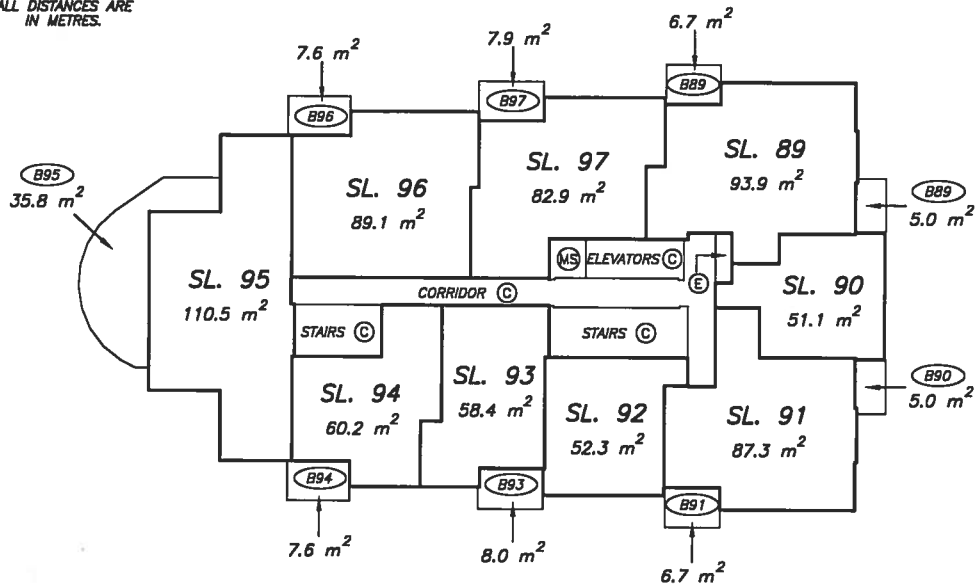 ALL DISTANCES ARE
IN METRES.
6.7 m²
7.9 m²
7.6 m²
B89
B97
B96
SL. 89
93.9 m²
SL. 97
82.9 m²
SL. 96
89.1 m²
B95
35.8 m²
B89
5.0 m²
MS
ELEVATORS C
E
SL. 95
110.5 m²
CORRIDOR C
SL. 90
51.1 m²
STAIRS C
STAIRS C
SL. 93
58.4 m²
SL. 94
60.2 m²
SL. 92
52.3 m²
SL. 91
87.3 m²
B90
5.0 m²
B94
B93
B91
7.6 m²
8.0 m²
6.7 m²